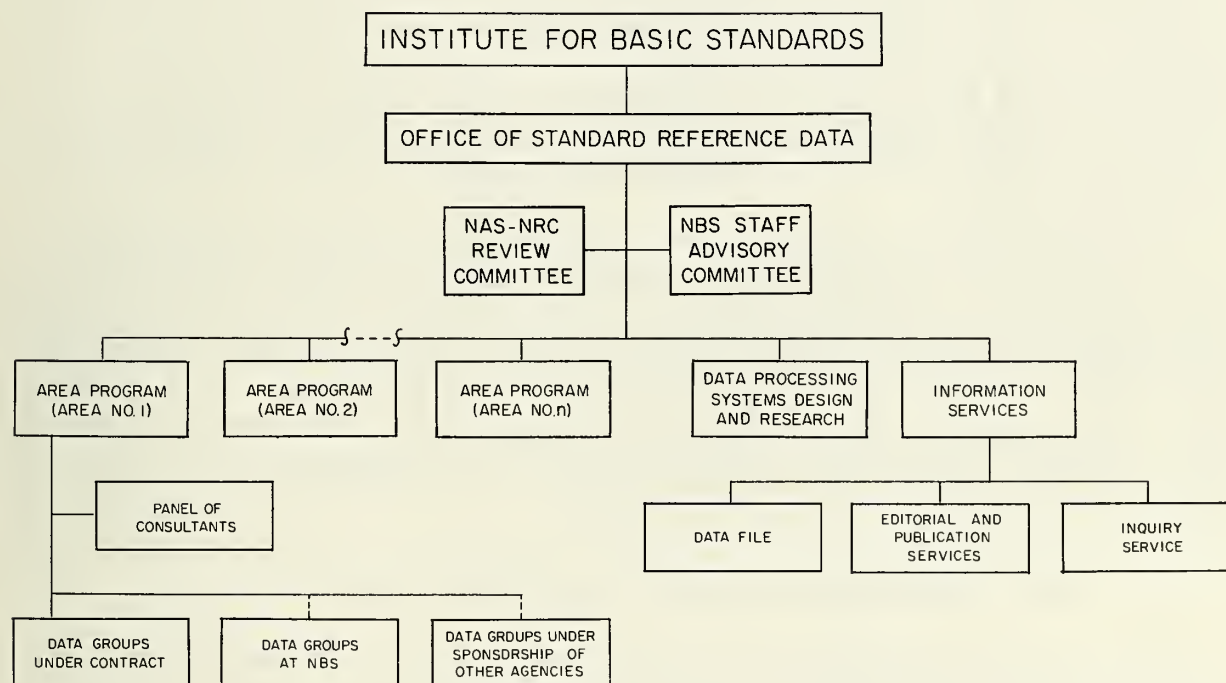 INSTITUTE FOR BASIC STANDARDS
OFFICE OF STANDARD REFERENCE DATA
NAS-NRC
REVIEW
COMMITTEE
NBS STAFF
ADVISORY
COMMITTEE
AREA PROGRAM
(AREA NO. 1)
AREA PROGRAM
(AREA NO. 2)
AREA PROGRAM
(AREA NO. n)
DATA PROCESSING
SYSTEMS DESIGN
AND RESEARCH
INFORMATION
SERVICES
PANEL OF
CONSULTANTS
DATA FILE
EDITORIAL AND
PUBLICATION
SERVICES
INQUIRY
SERVICE
DATA GROUPS
UNDER CONTRACT
DATA GROUPS
AT NBS
DATA GROUPS UNDER
SPONSORSHIP OF
OTHER AGENCIES